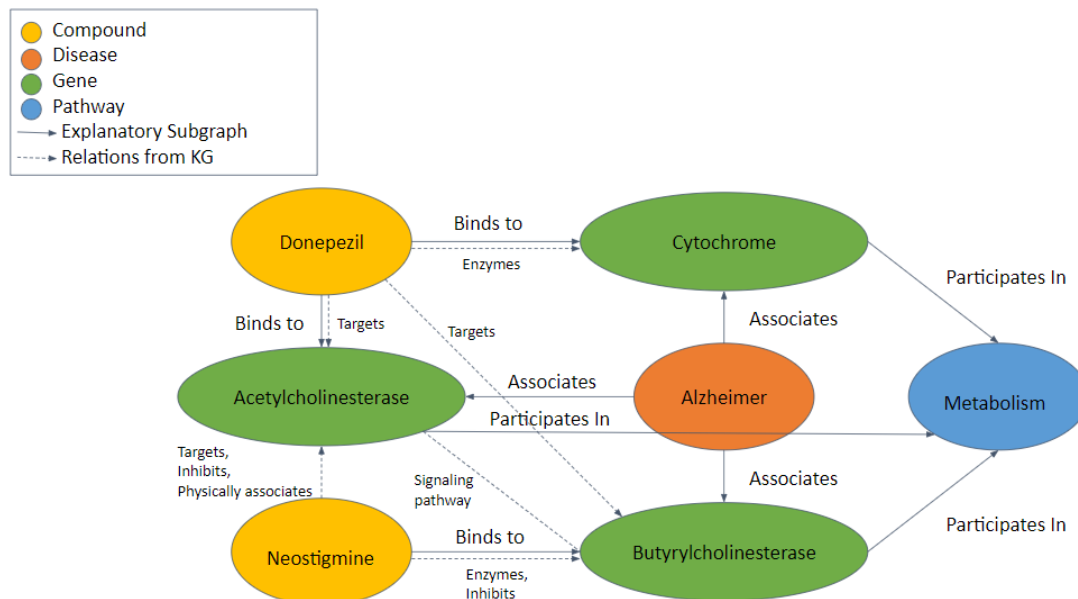 Compound
Disease
Gene
Pathway
Explanatory Subgraph
Relations from KG
Donepezil
Binds to
Enzymes
Cytochrome
Participates In
Binds to
Targets
Targets
Associates
Acetylcholinesterase
Associates
Alzheimer
Metabolism
Participates In
Targets,
Inhibits,
Physically associates
Signaling
pathway
Associates
Neostigmine
Binds to
Enzymes,
Inhibits
Butyrylcholinesterase
Participates In